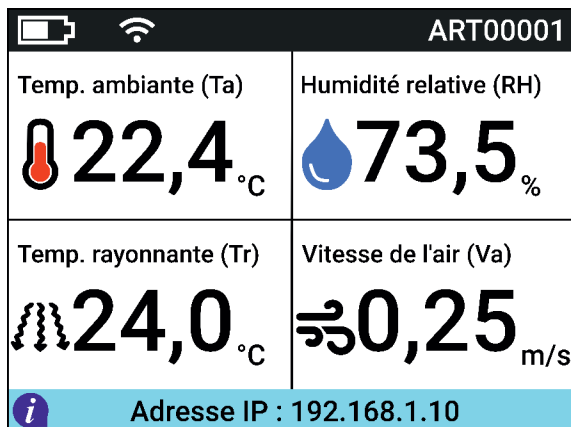 ART00001
Temp. ambiante (Ta)
22,4 °C
Humidité relative (RH)
73,5 %
Temp. rayonnante (Tr)
24,0 °C
Vitesse de l'air (Va)
0,25 m/s
i Adresse IP : 192.168.1.10